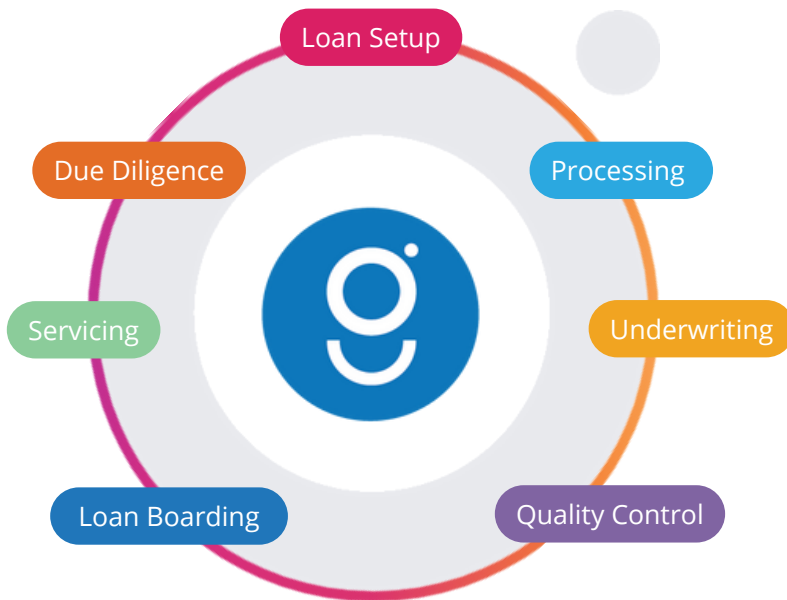 Loan Setup
Due Diligence
Processing
Servicing
Underwriting
Loan Boarding
Quality Control